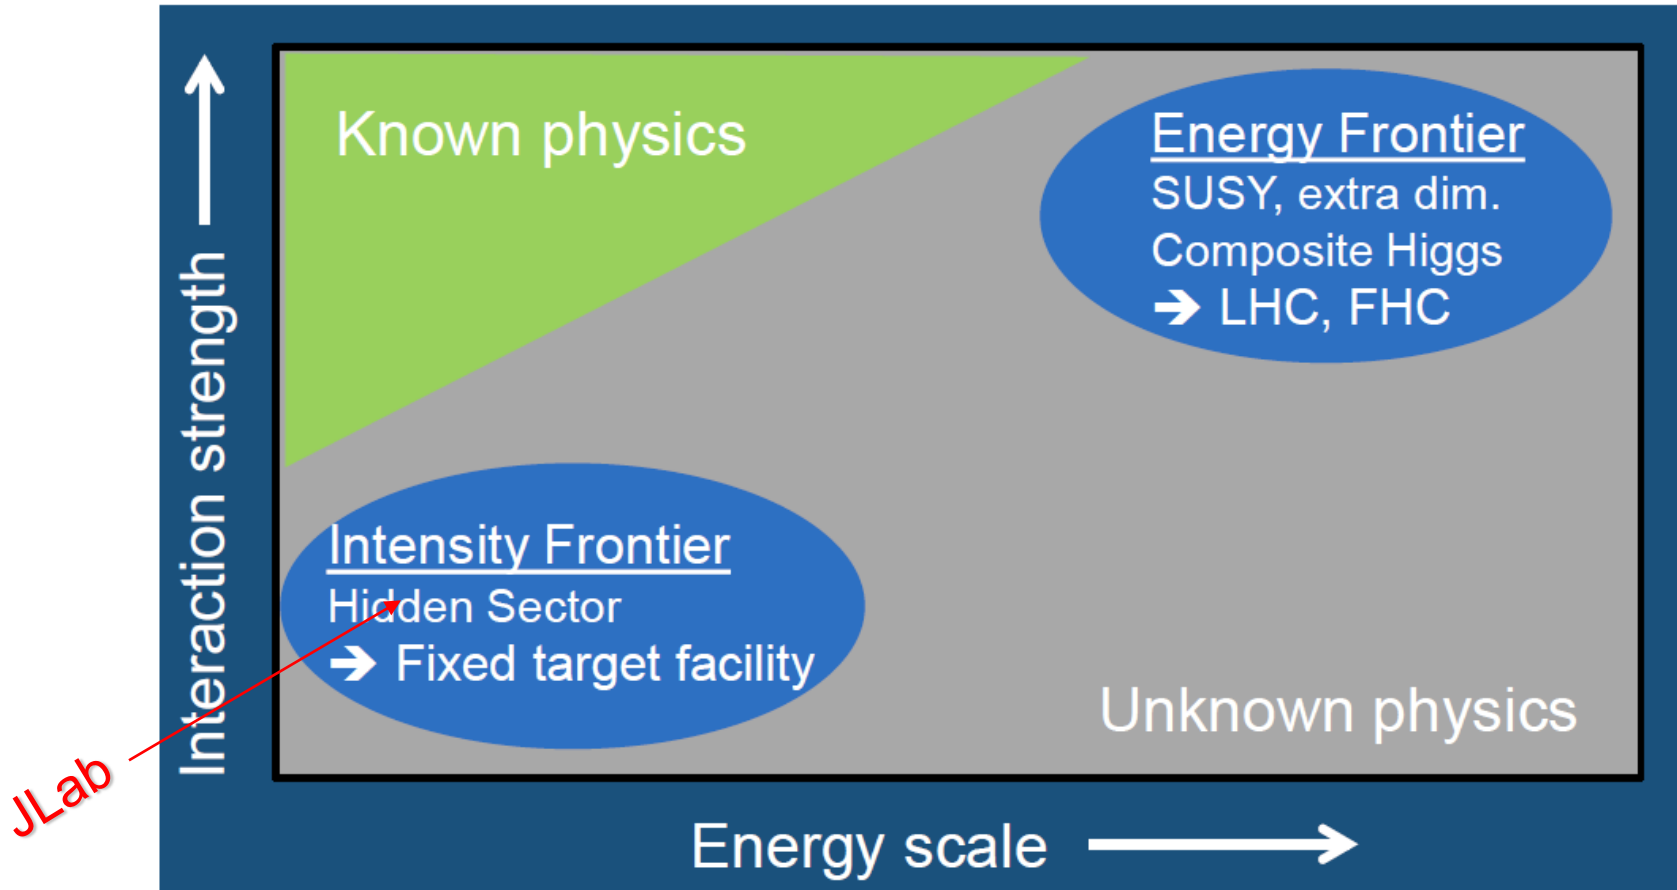 Known physics
Energy Frontier
SUSY, extra dim.
Composite Higgs
➔ LHC, FHC
Interaction strength
Intensity Frontier
Hidden Sector
➔ Fixed target facility
Unknown physics
JLab
Energy scale